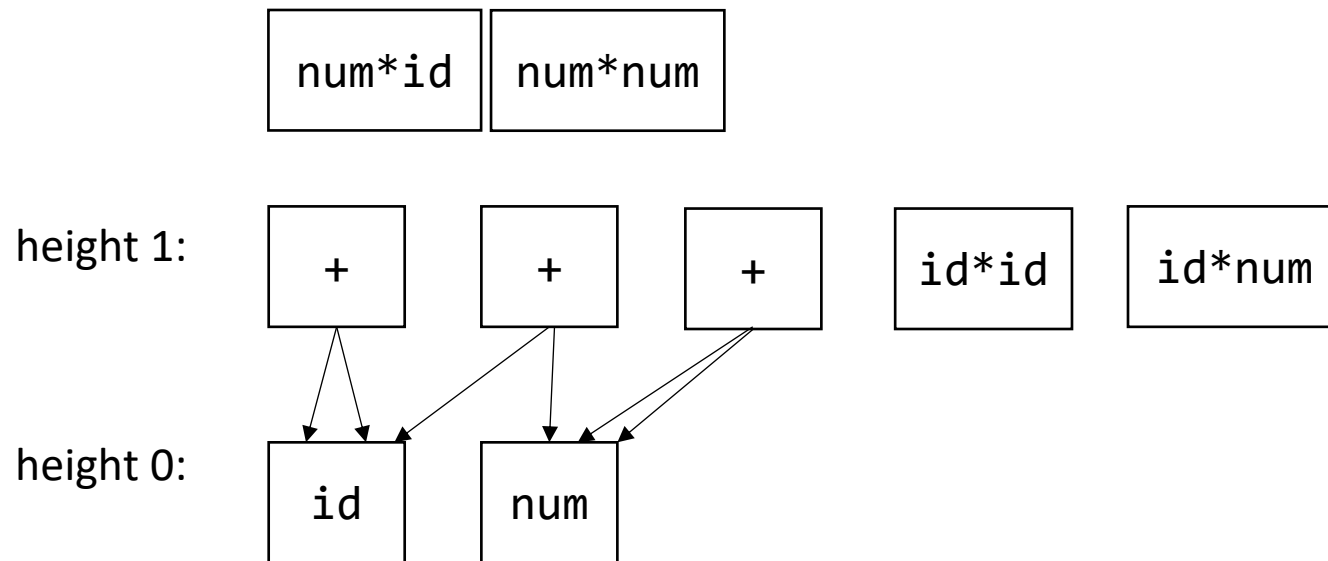 num*id num*num
height 1: + + + id*id id*num
height 0: id num